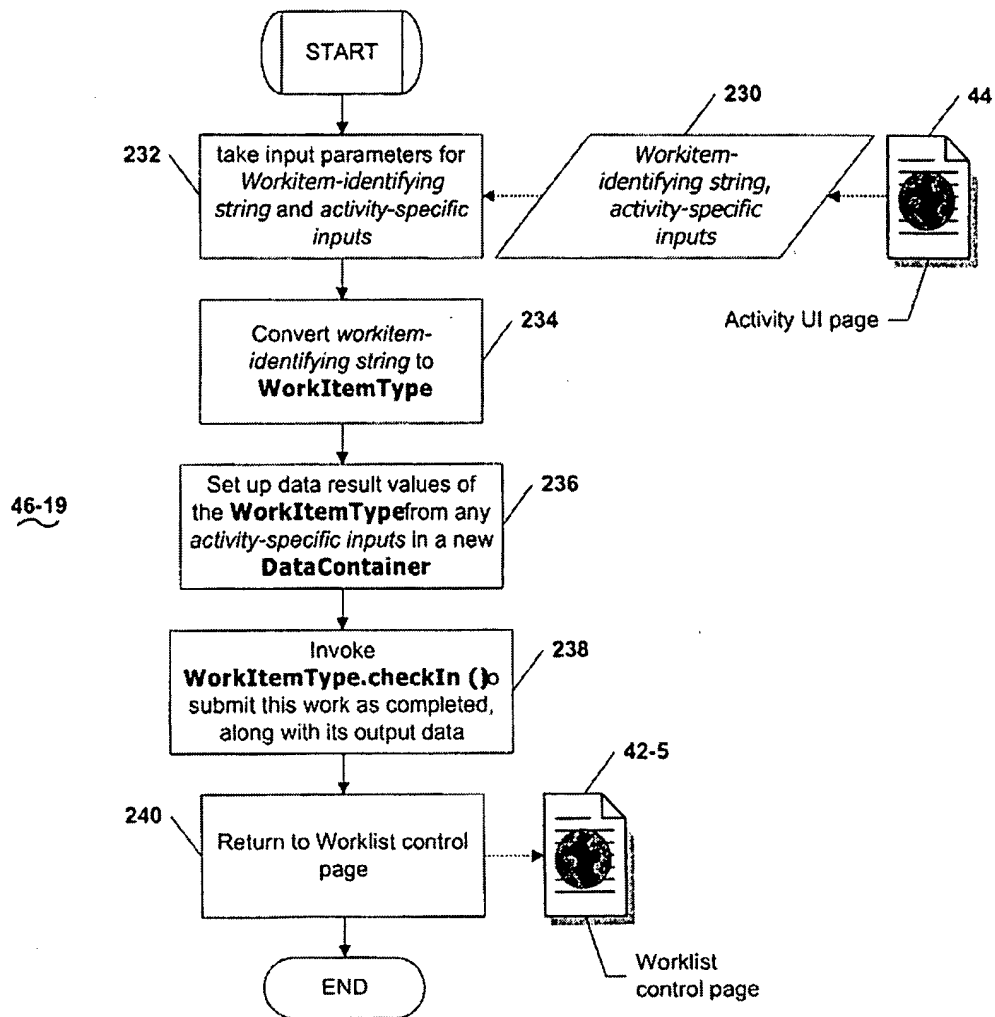 START
230
44
232
take input parameters for
Workitem-identifying
string and activity-specific
inputs
Workitem-
identifying string,
activity-specific
inputs
Activity UI page
234
Convert workitem-
identifying string to
WorkItemType
46-19
236
Set up data result values of
the WorkItemTypefrom any
activity-specific inputs in a new
DataContainer
238
Invoke
WorkItemType.checkIn ()o
submit this work as completed,
along with its output data
42-5
240
Return to Worklist control
page
Worklist
control page
END